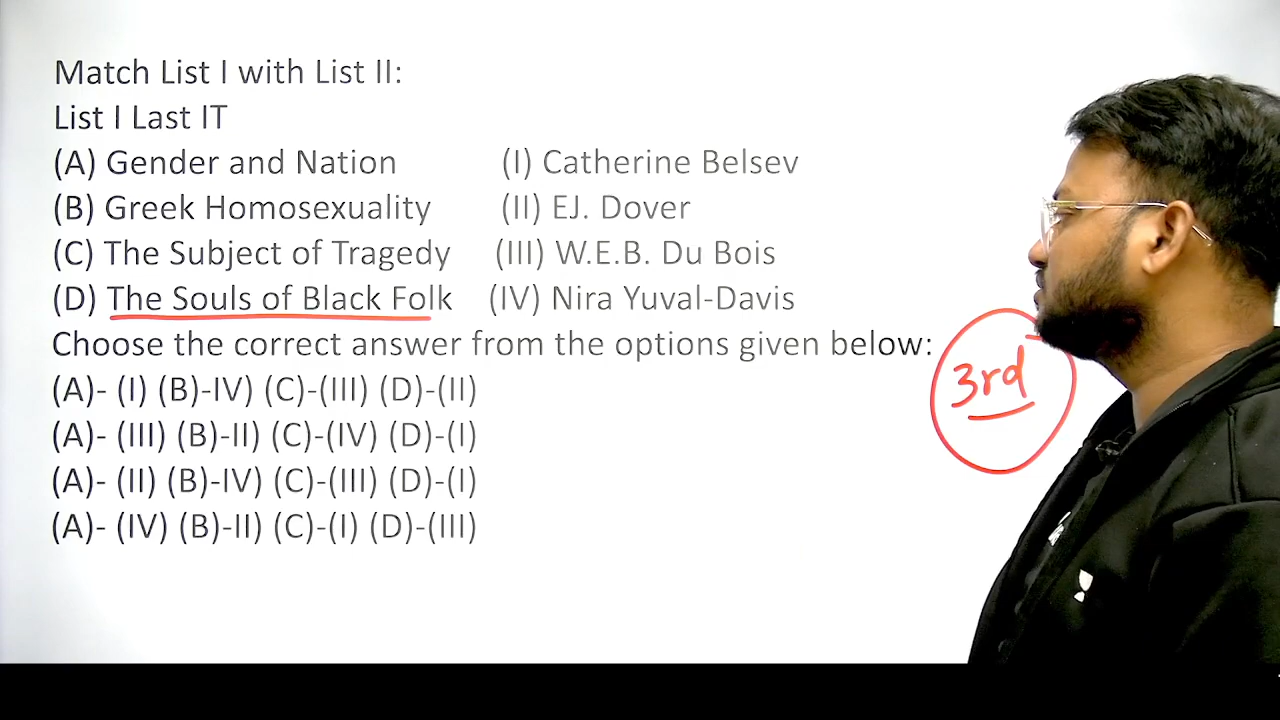 Match List I with List II:
List I Last IT
(A) Gender and Nation (I) Catherine Belsev
(B) Greek Homosexuality (II) EJ. Dover
(C) The Subject of Tragedy (III) W.E.B. Du Bois
(D) The Souls of Black Folk (IV) Nira Yuval-Davis
Choose the correct answer from the options given below:
3rd
(A)- (I) (B)-IV) (C)-(III) (D)-(II)
(A)- (III) (B)-II) (C)-(IV) (D)-(I)
(A)- (II) (B)-IV) (C)-(III) (D)-(I)
(A)- (IV) (B)-II) (C)-(I) (D)-(III)